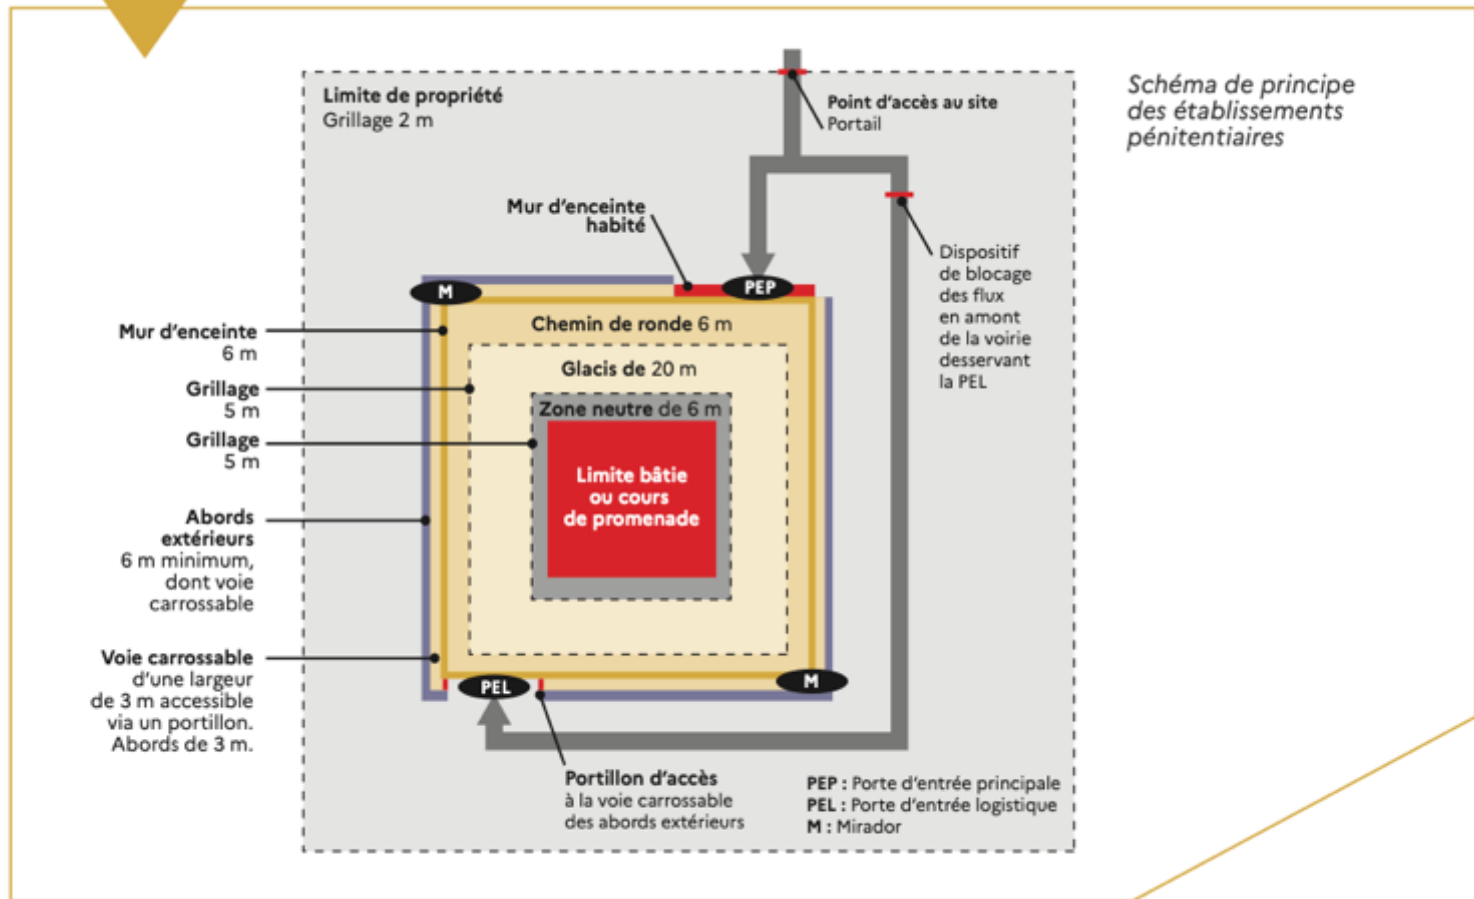 Schéma de principe
des établissements
pénitentiaires
Limite de propriété
Grillage 2 m
Point d'accès au site
Portail
Mur d'enceinte
habité
Dispositif
de blocage
des flux
en amont
de la voirie
desservant
la PEL
M
PEP
Chemin de ronde 6 m
Glacis de 20 m
Zone neutre de 6 m
Limite bâtie
ou cours
de promenade
Mur d'enceinte
6 m
Grillage
5 m
Grillage
5 m
Abords
extérieurs
6 m minimum,
dont voie
carrossable
Voie carrossable
d'une largeur
de 3 m accessible
via un portillon.
Abords de 3 m.
PEL
M
Portillon d'accès
à la voie carrossable
des abords extérieurs
PEP : Porte d'entrée principale
PEL : Porte d'entrée logistique
M : Mirador